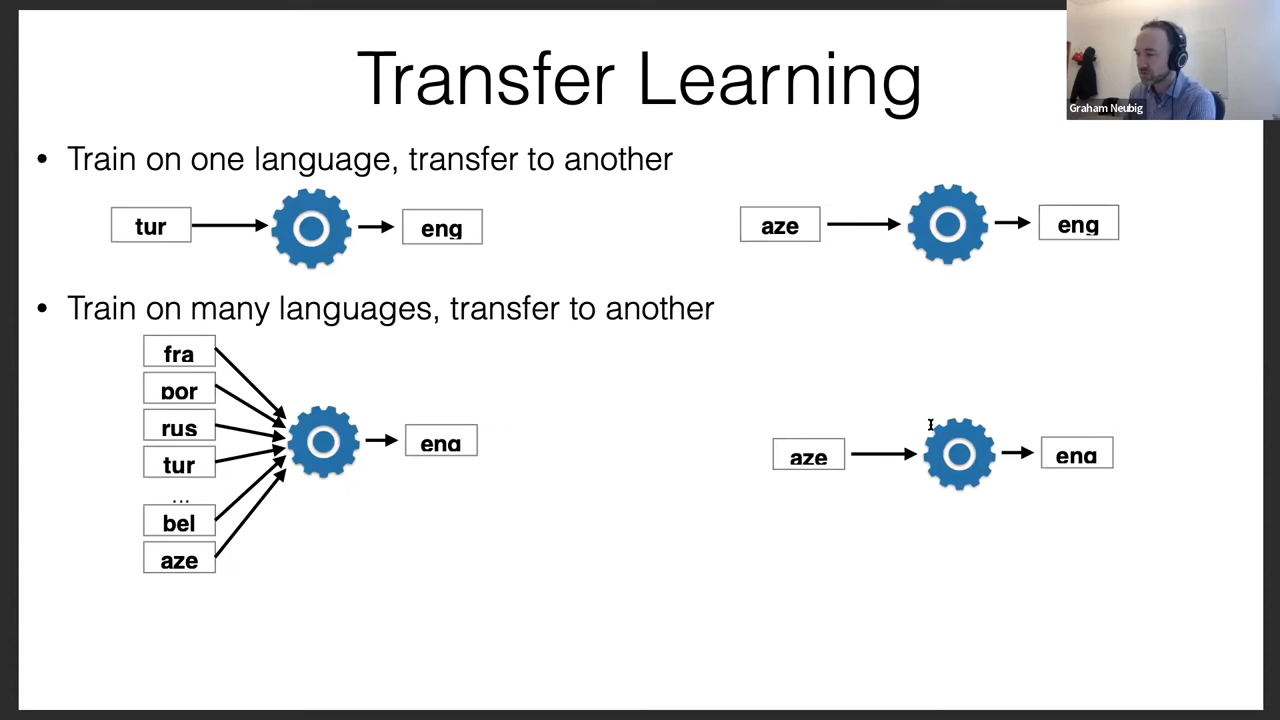 Transfer Learning
Graham Neubig
• Train on one language, transfer to another
tur
eng
aze
eng
• Train on many languages, transfer to another
fra
por
rus
tur
...
bel
aze
eng
aze
eng